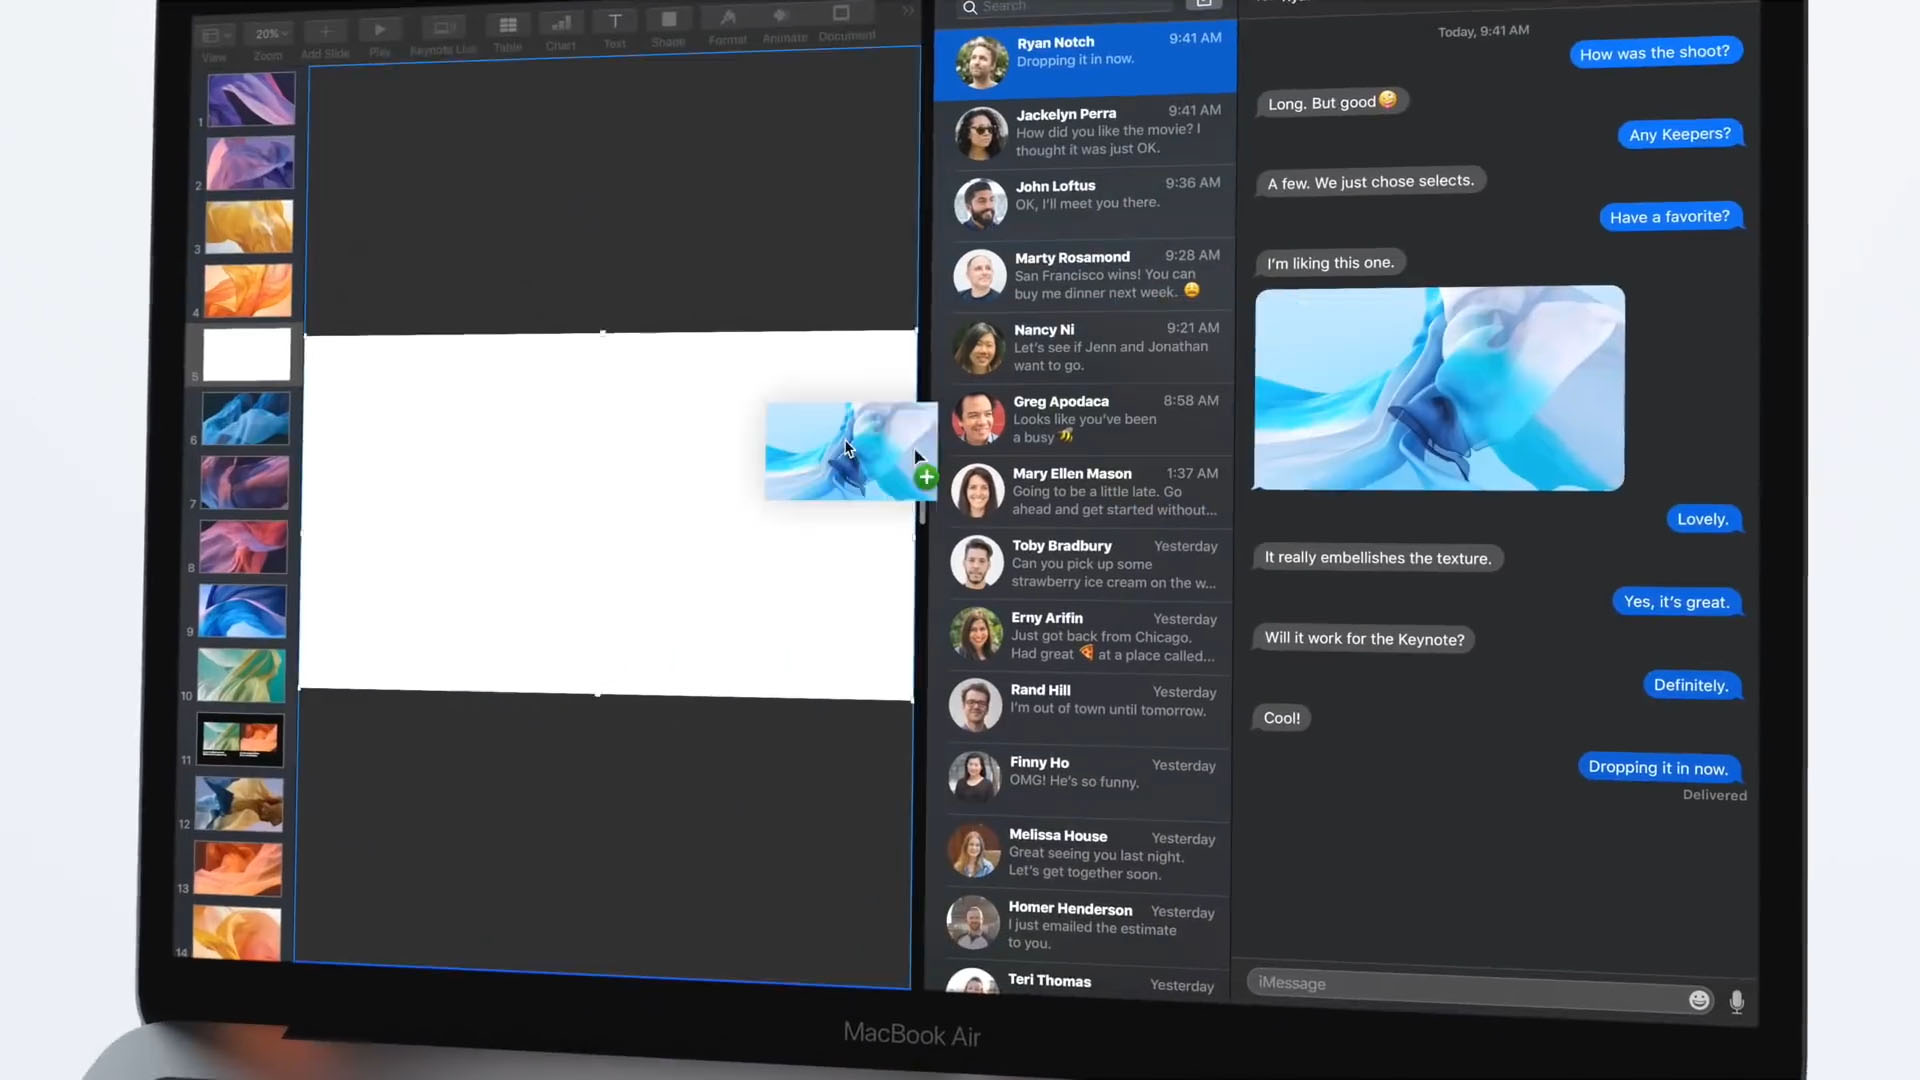 20%
View
Zoom
Add Slide
Play
Keynote Live
Table
Chart
T
Text
Shape
Format
Animate
Document
1
2
3
4
5
6
7
8
9
10
11
12
13
14
Search
Ryan Notch 9:41 AM
Dropping it in now.
Jackelyn Perra 9:41 AM
How did you like the movie? I
thought it was just OK.
John Loftus 9:36 AM
OK, I'll meet you there.
Marty Rosamond 9:28 AM
San Francisco wins! You can
buy me dinner next week. 😩
Nancy Ni 9:21 AM
Let's see if Jenn and Jonathan
want to go.
Greg Apodaca 8:58 AM
Looks like you've been
a busy 🐝
Mary Ellen Mason 1:37 AM
Going to be a little late. Go
ahead and get started without...
Toby Bradbury Yesterday
Can you pick up some
strawberry ice cream on the w...
Erny Arifin Yesterday
Just got back from Chicago.
Had great 🍕 at a place called...
Rand Hill Yesterday
I'm out of town until tomorrow.
Finny Ho Yesterday
OMG! He's so funny.
Melissa House Yesterday
Great seeing you last night.
Let's get together soon.
Homer Henderson Yesterday
I just emailed the estimate
to you.
Teri Thomas Yesterday
Today, 9:41 AM
How was the shoot?
Long. But good 🤪
Any Keepers?
A few. We just chose selects.
Have a favorite?
I'm liking this one.
Lovely.
It really embellishes the texture.
Yes, it's great.
Will it work for the Keynote?
Definitely.
Cool!
Dropping it in now.
Delivered
iMessage
MacBook Air